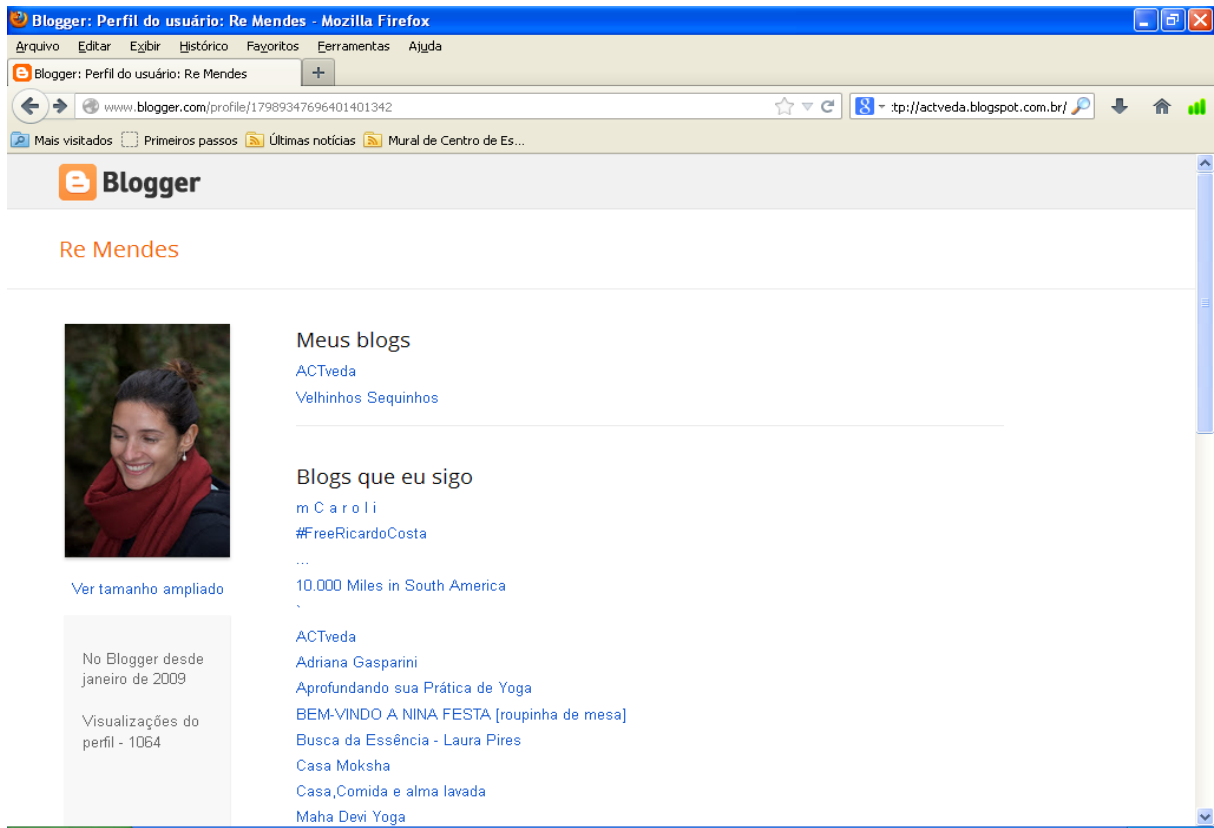 Blogger: Perfil do usuário: Re Mendes - Mozilla Firefox
Arquivo Editar Exibir Histórico Favoritos Ferramentas Ajuda
Blogger: Perfil do usuário: Re Mendes +
www.blogger.com/profile/17989347696401401342 8 :tp://actveda.blogspot.com.br/
Mais visitados Primeiros passos Últimas notícias Mural de Centro de Es...
Blogger
Re Mendes
Meus blogs
ACTveda
Velhinhos Sequinhos
Blogs que eu sigo
m C a r o l i
#FreeRicardoCosta
...
10.000 Miles in South America
`
ACTveda
Adriana Gasparini
Aprofundando sua Prática de Yoga
BEM-VINDO A NINA FESTA [roupinha de mesa]
Busca da Essência - Laura Pires
Casa Moksha
Casa,Comida e alma lavada
Maha Devi Yoga
Ver tamanho ampliado
No Blogger desde
janeiro de 2009
Visualizações do
perfil - 1064